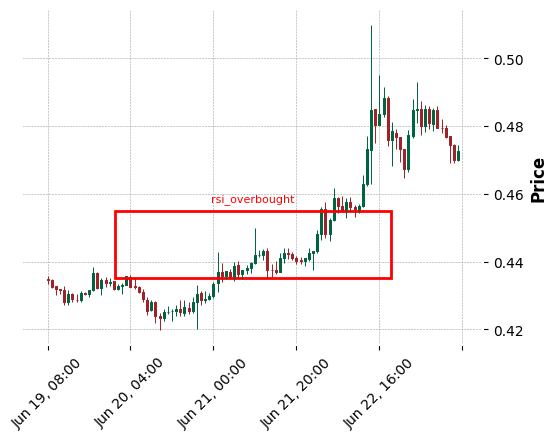 0.50
0.48
0.46
0.44
0.42
Price
rsi_overbought
Jun 19, 08:00
Jun 20, 04:00
Jun 21, 00:00
Jun 21, 20:00
Jun 22, 16:00